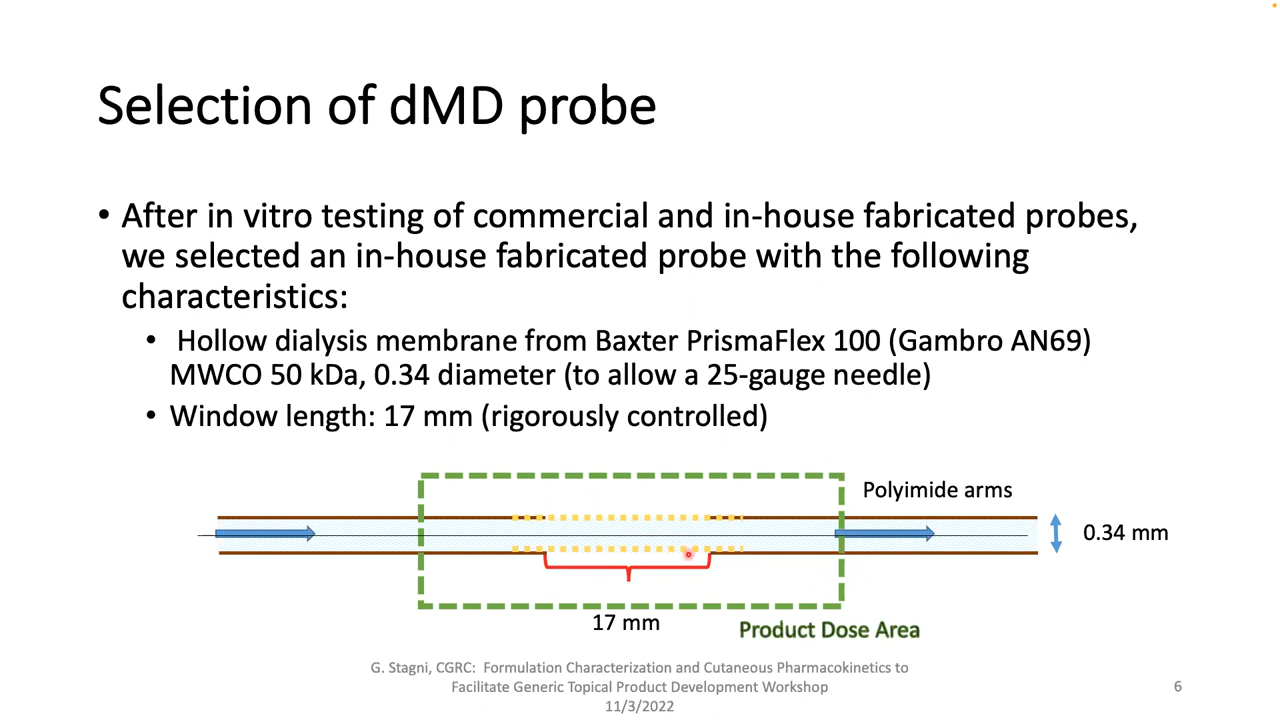 Selection of dMD probe
• After in vitro testing of commercial and in-house fabricated probes,
we selected an in-house fabricated probe with the following
characteristics:
• Hollow dialysis membrane from Baxter PrismaFlex 100 (Gambro AN69)
MWCO 50 kDa, 0.34 diameter (to allow a 25-gauge needle)
• Window length: 17 mm (rigorously controlled)
Polyimide arms
0.34 mm
17 mm
Product Dose Area
G. Stagni, CGRC: Formulation Characterization and Cutaneous Pharmacokinetics to
Facilitate Generic Topical Product Development Workshop
11/3/2022
6